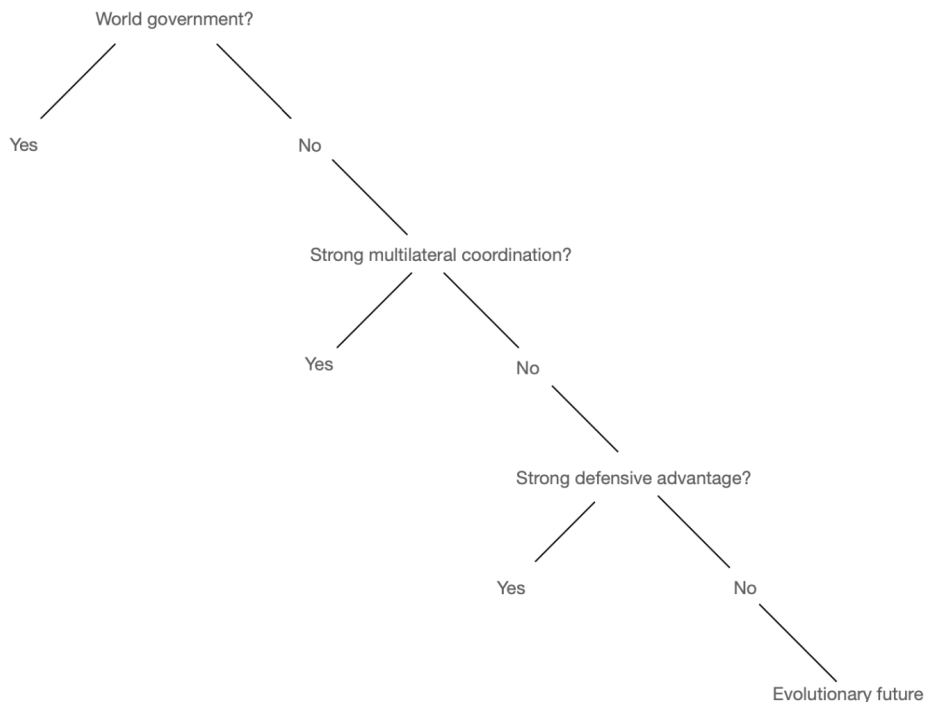 World government?
Yes
No
Strong multilateral coordination?
Yes
No
Strong defensive advantage?
Yes
No
Evolutionary future